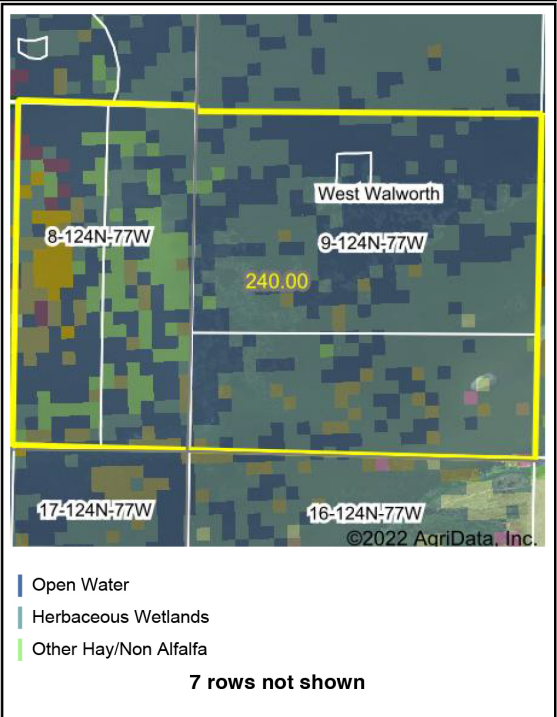 West Walworth
8-124N-77W
9-124N-77W
240.00
17-124N-77W
16-124N-77W
©2022 AgriData, Inc.
Open Water
Herbaceous Wetlands
Other Hay/Non Alfalfa
7 rows not shown